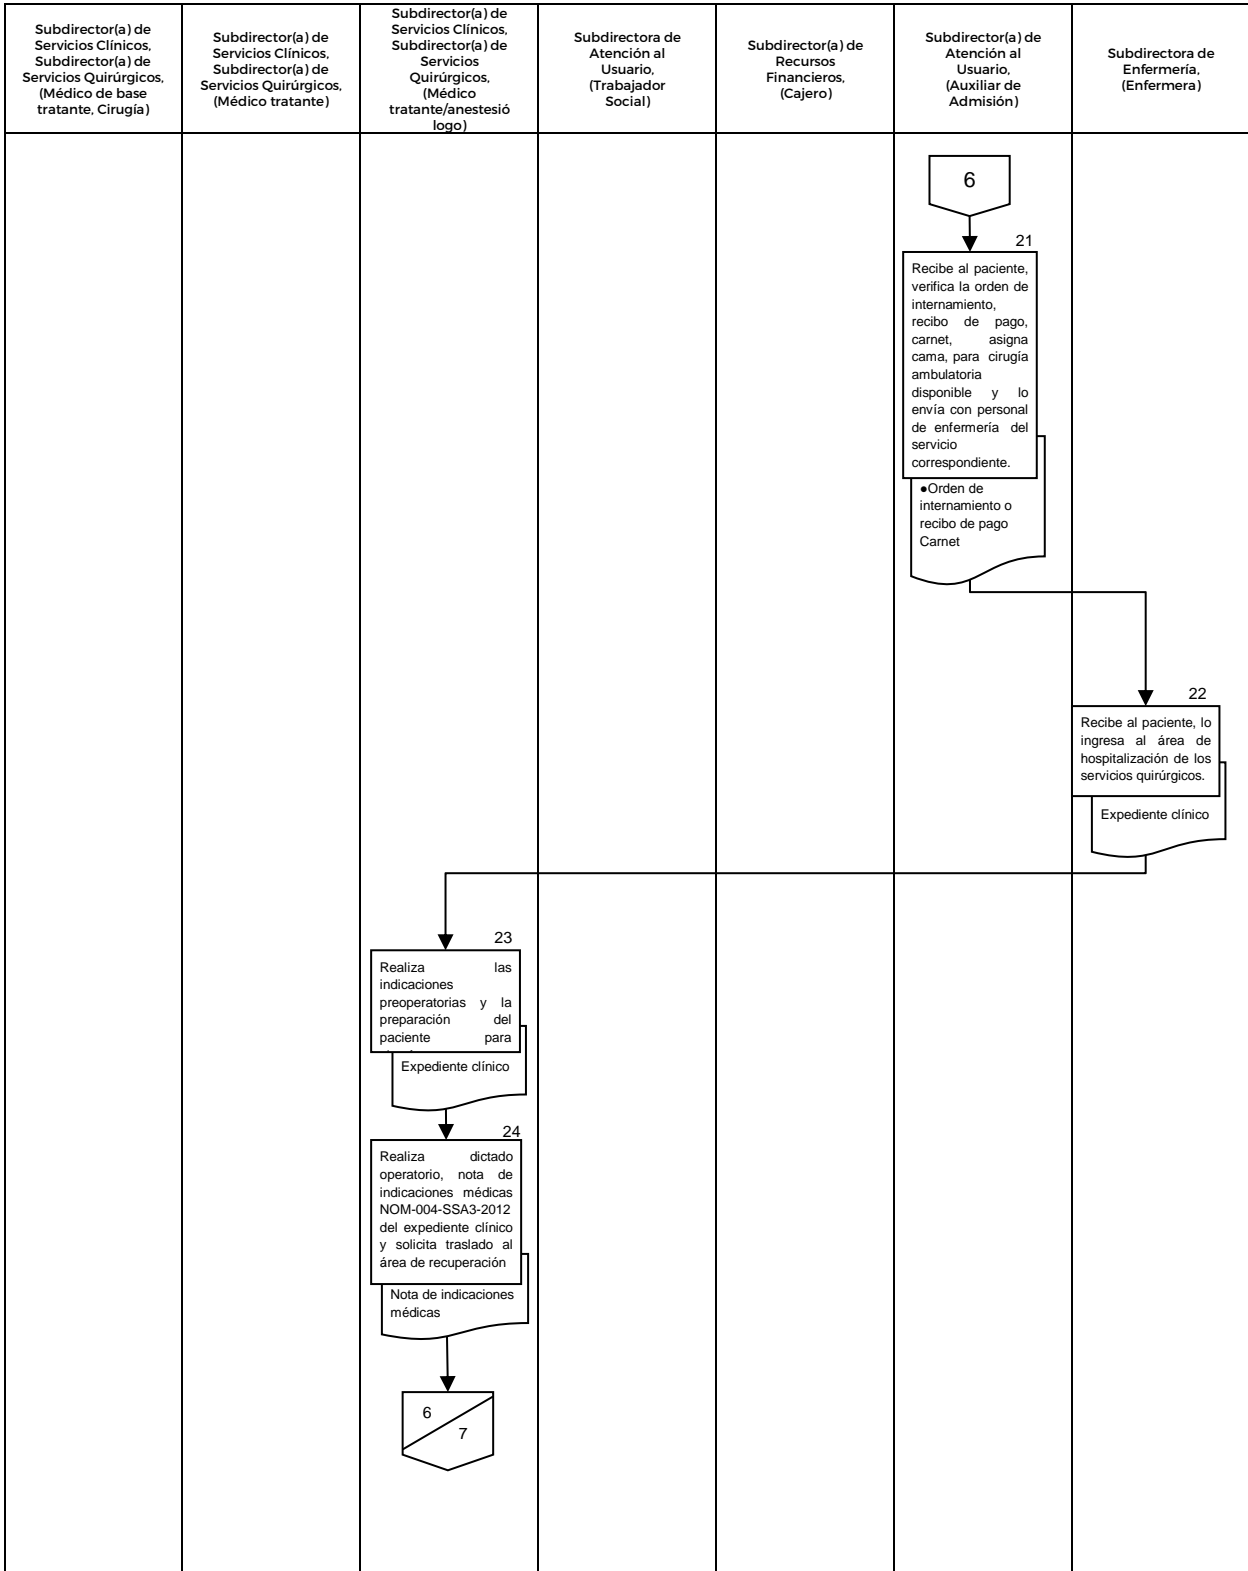 Subdirector(a) de
Servicios Clínicos,
Subdirector(a) de
Servicios Quirúrgicos,
(Médico de base
tratante, Cirugía)
Subdirector(a) de
Servicios Clínicos,
Subdirector(a) de
Servicios Quirúrgicos,
(Médico tratante)
Subdirector(a) de
Servicios Clínicos,
Subdirector(a) de
Servicios
Quirúrgicos,
(Médico
tratante/anestesió
logo)
Subdirectora de
Atención al
Usuario,
(Trabajador
Social)
Subdirector(a) de
Recursos
Financieros,
(Cajero)
Subdirector(a) de
Atención al
Usuario,
(Auxiliar de
Admisión)
Subdirectora de
Enfermería,
(Enfermera)
6
21
Recibe al paciente,
verifica la orden de
internamiento,
recibo de pago,
carnet, asigna
cama, para cirugía
ambulatoria
disponible y lo
envía con personal
de enfermería del
servicio
correspondiente.
●Orden de
internamiento o
recibo de pago
Carnet
22
Recibe al paciente, lo
ingresa al área de
hospitalización de los
servicios quirúrgicos.
Expediente clínico
23
Realiza las
indicaciones
preoperatorias y la
preparación del
paciente para
Expediente clínico
24
Realiza dictado
operatorio, nota de
indicaciones médicas
NOM-004-SSA3-2012
del expediente clínico
y solicita traslado al
área de recuperación
Nota de indicaciones
médicas
6
7